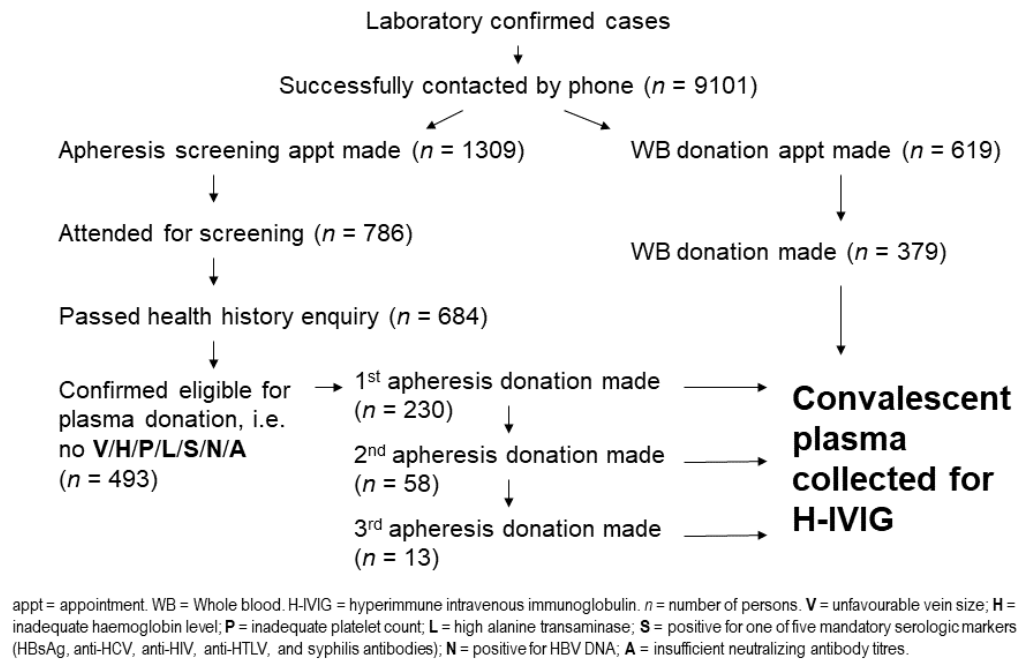 Laboratory confirmed cases
Successfully contacted by phone (n = 9101)
Apheresis screening appt made (n = 1309)
WB donation appt made (n = 619)
Attended for screening (n = 786)
WB donation made (n = 379)
Passed health history enquiry (n = 684)
Confirmed eligible for
plasma donation, i.e.
no V/H/P/L/S/N/A
(n = 493)
1st apheresis donation made
(n = 230)
2nd apheresis donation made
(n = 58)
3rd apheresis donation made
(n = 13)
Convalescent
plasma
collected for
H-IVIG
appt = appointment. WB = Whole blood. H-IVIG = hyperimmune intravenous immunoglobulin. n = number of persons. V = unfavourable vein size; H =
inadequate haemoglobin level; P = inadequate platelet count; L = high alanine transaminase; S = positive for one of five mandatory serologic markers
(HBsAg, anti-HCV, anti-HIV, anti-HTLV, and syphilis antibodies); N = positive for HBV DNA; A = insufficient neutralizing antibody titres.